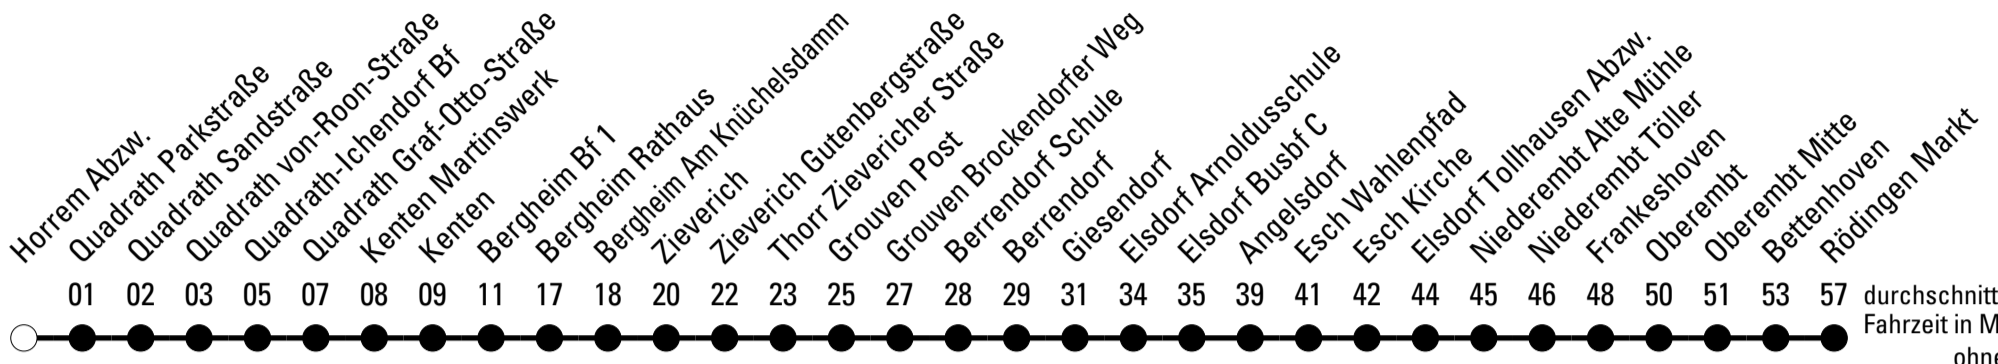 Horrem Abzw.
Quadrath Parkstraße
Quadrath Sandstraße
Quadrath von-Roon-Straße
Quadrath-Ichendorf Bf
Quadrath Graf-Otto-Straße
Kenten Martinswerk
Kenten
Bergheim Bf 1
Bergheim Rathaus
Bergheim Am Knüchelsdamm
Zieverich
Zieverich Gutenbergstraße
Thorr Zievericher Straße
Grouven Post
Grouven Brockendorfer Weg
Berrendorf Schule
Berrendorf
Giesendorf
Elsdorf Arnoldusschule
Elsdorf Busbf C
Angelsdorf
Esch Wahlenpfad
Esch Kirche
Elsdorf Tollhausen Abzw.
Niederembt Alte Mühle
Niederembt Töller
Frankeshoven
Oberembt
Oberembt Mitte
Bettenhoven
Rödingen Markt
01 02 03 05 07 08 09 11 17 18 20 22 23 25 27 28 29 31 34 35 39 41 42 44 45 46 48 50 51 53 57 durchschnitt
Fahrzeit in M
ohne